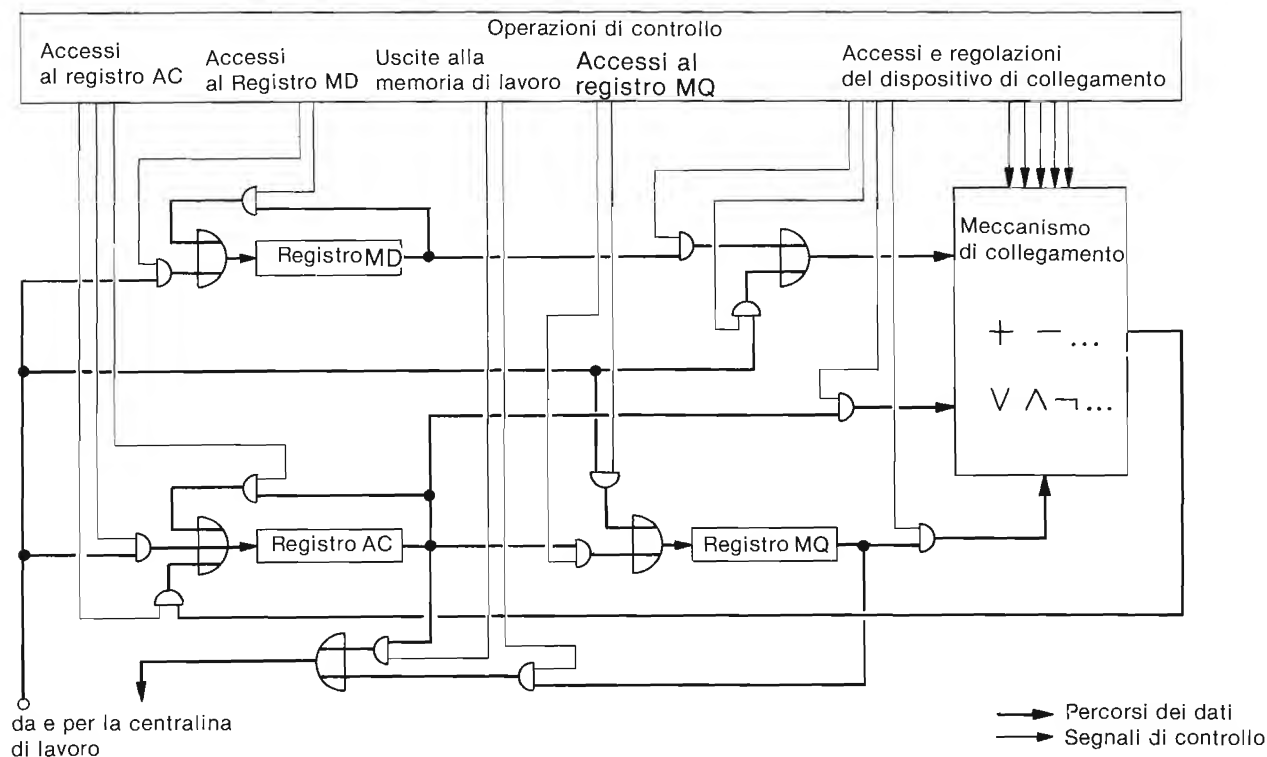 Operazioni di controllo
Accessi
al registro AC
Accessi
al Registro MD
Uscite alla
memoria di lavoro
Accessi al
registro MQ
Accessi e regolazioni
del dispositivo di collegamento
Registro MD
Meccanismo
di collegamento
+ − ...
∨ ∧ ¬ ...
Registro AC
Registro MQ
da e per la centralina
di lavoro
Percorsi dei dati
Segnali di controllo